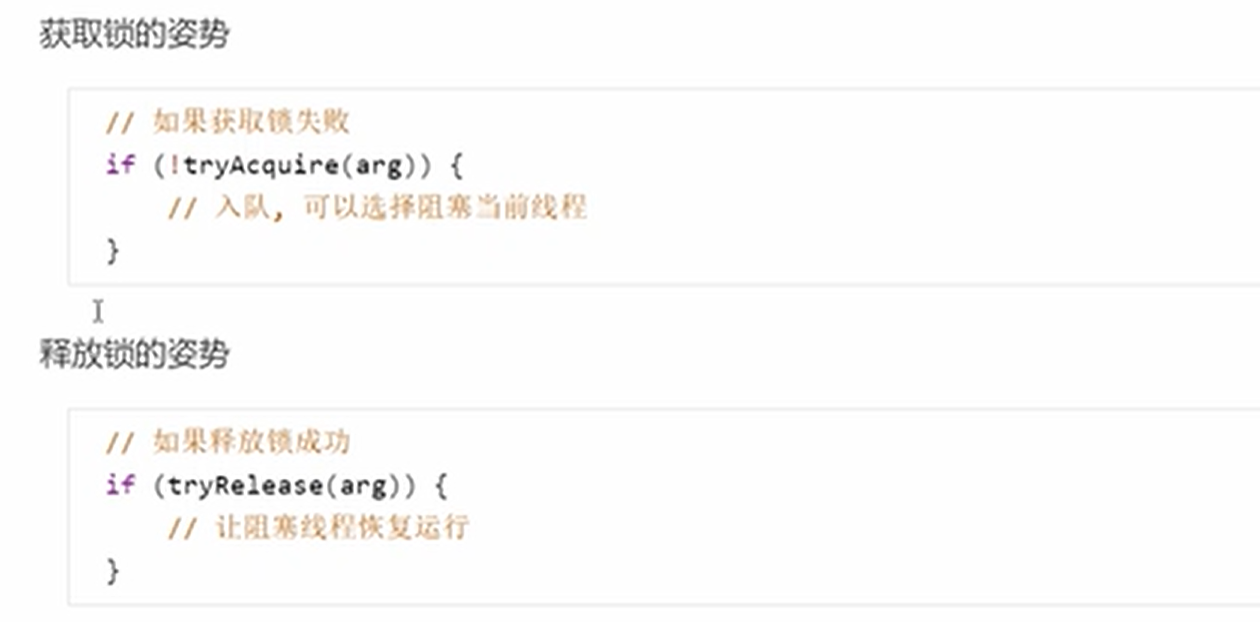 获取锁的姿势
// 如果获取锁失败
if (!tryAcquire(arg)) {
// 入队, 可以选择阻塞当前线程
}
释放锁的姿势
// 如果释放锁成功
if (tryRelease(arg)) {
// 让阻塞线程恢复运行
}